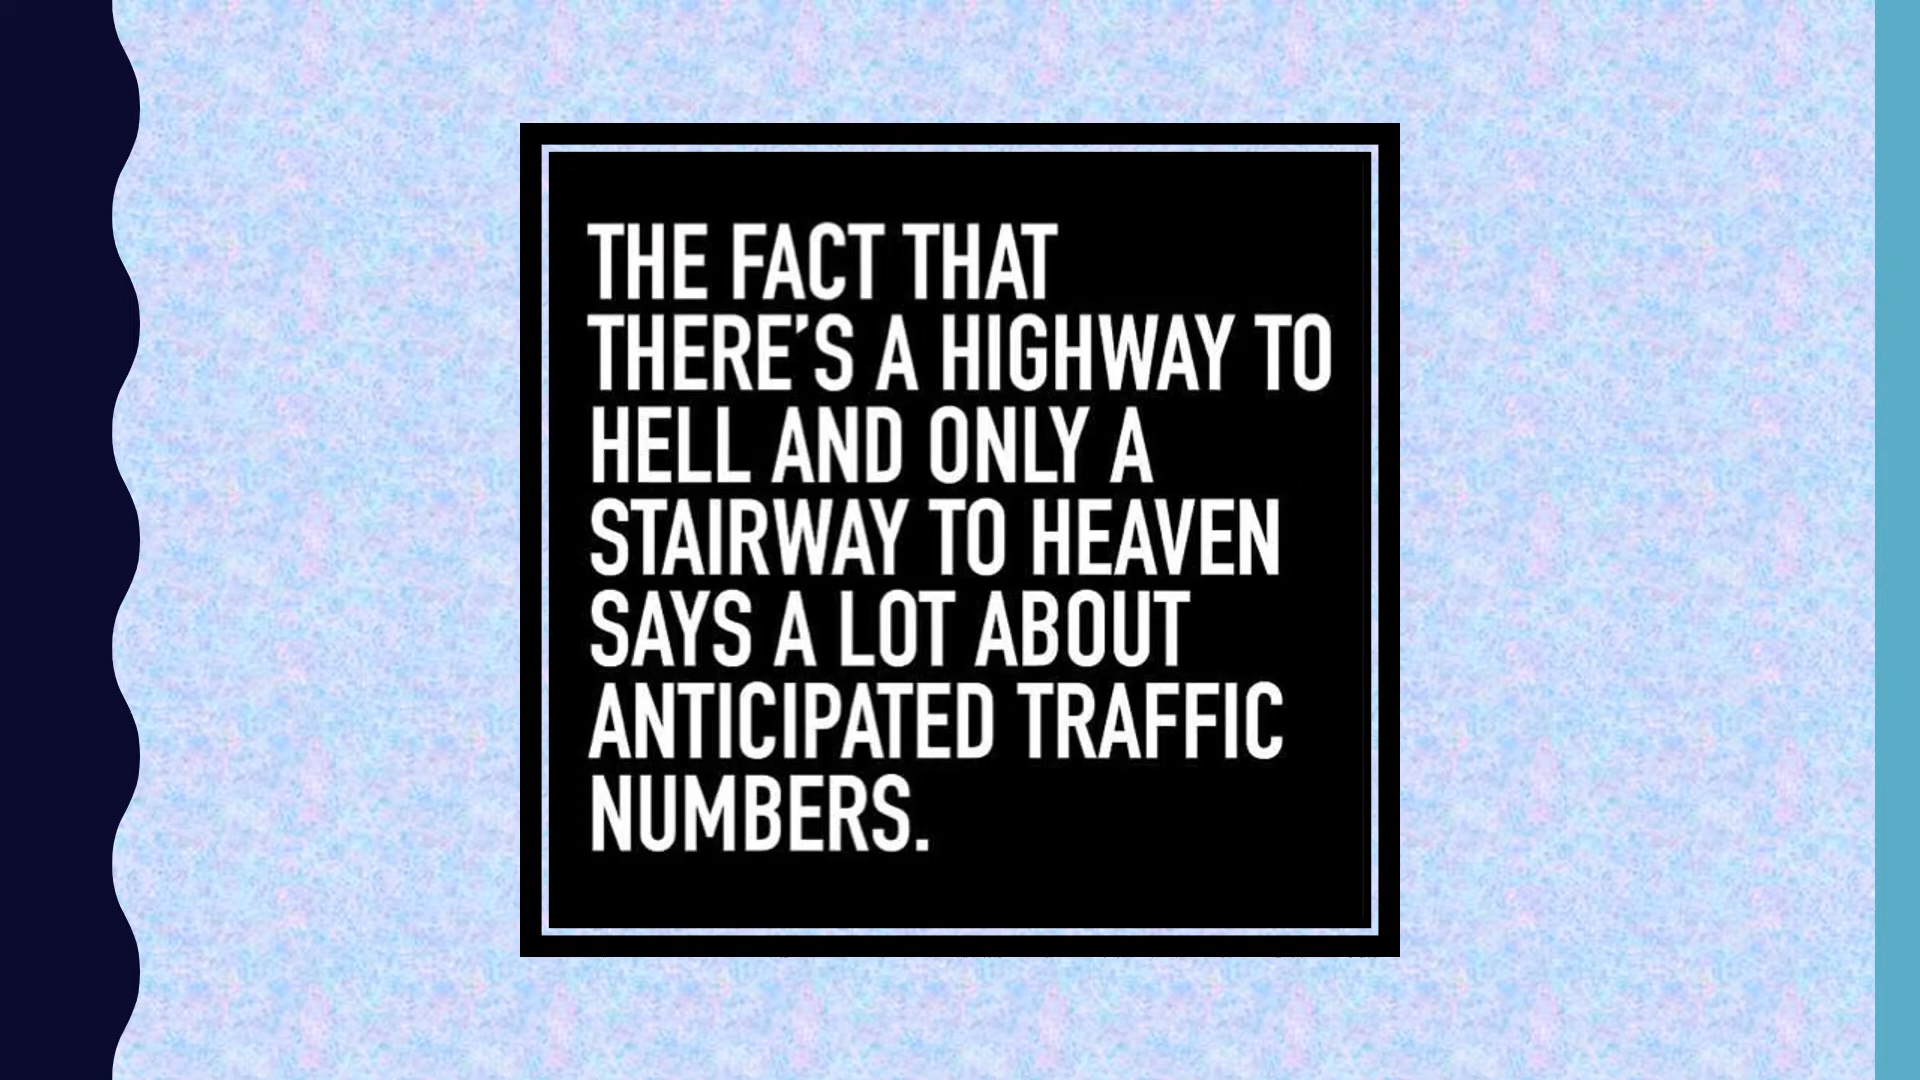 THE FACT THAT
THERE'S A HIGHWAY TO
HELL AND ONLY A
STAIRWAY TO HEAVEN
SAYS A LOT ABOUT
ANTICIPATED TRAFFIC
NUMBERS.